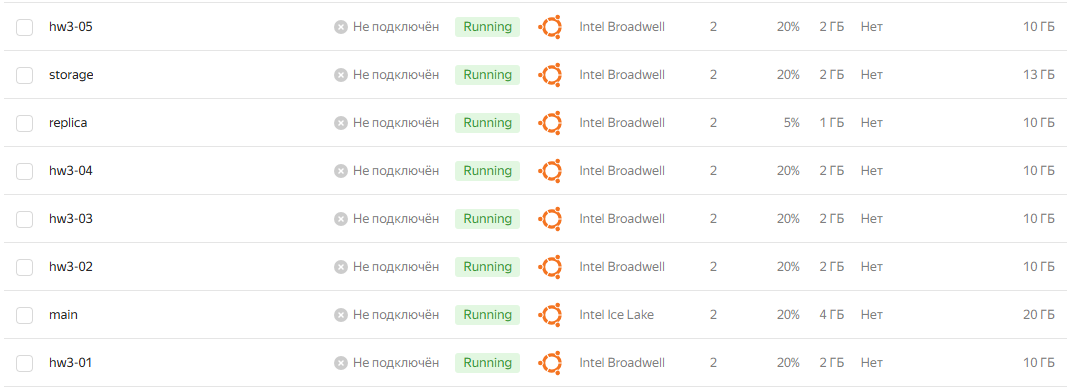 hw3-05 Не подключён Running Intel Broadwell 2 20% 2 ГБ Нет 10 ГБ
storage Не подключён Running Intel Broadwell 2 20% 2 ГБ Нет 13 ГБ
replica Не подключён Running Intel Broadwell 2 5% 1 ГБ Нет 10 ГБ
hw3-04 Не подключён Running Intel Broadwell 2 20% 2 ГБ Нет 10 ГБ
hw3-03 Не подключён Running Intel Broadwell 2 20% 2 ГБ Нет 10 ГБ
hw3-02 Не подключён Running Intel Broadwell 2 20% 2 ГБ Нет 10 ГБ
main Не подключён Running Intel Ice Lake 2 20% 4 ГБ Нет 20 ГБ
hw3-01 Не подключён Running Intel Broadwell 2 20% 2 ГБ Нет 10 ГБ